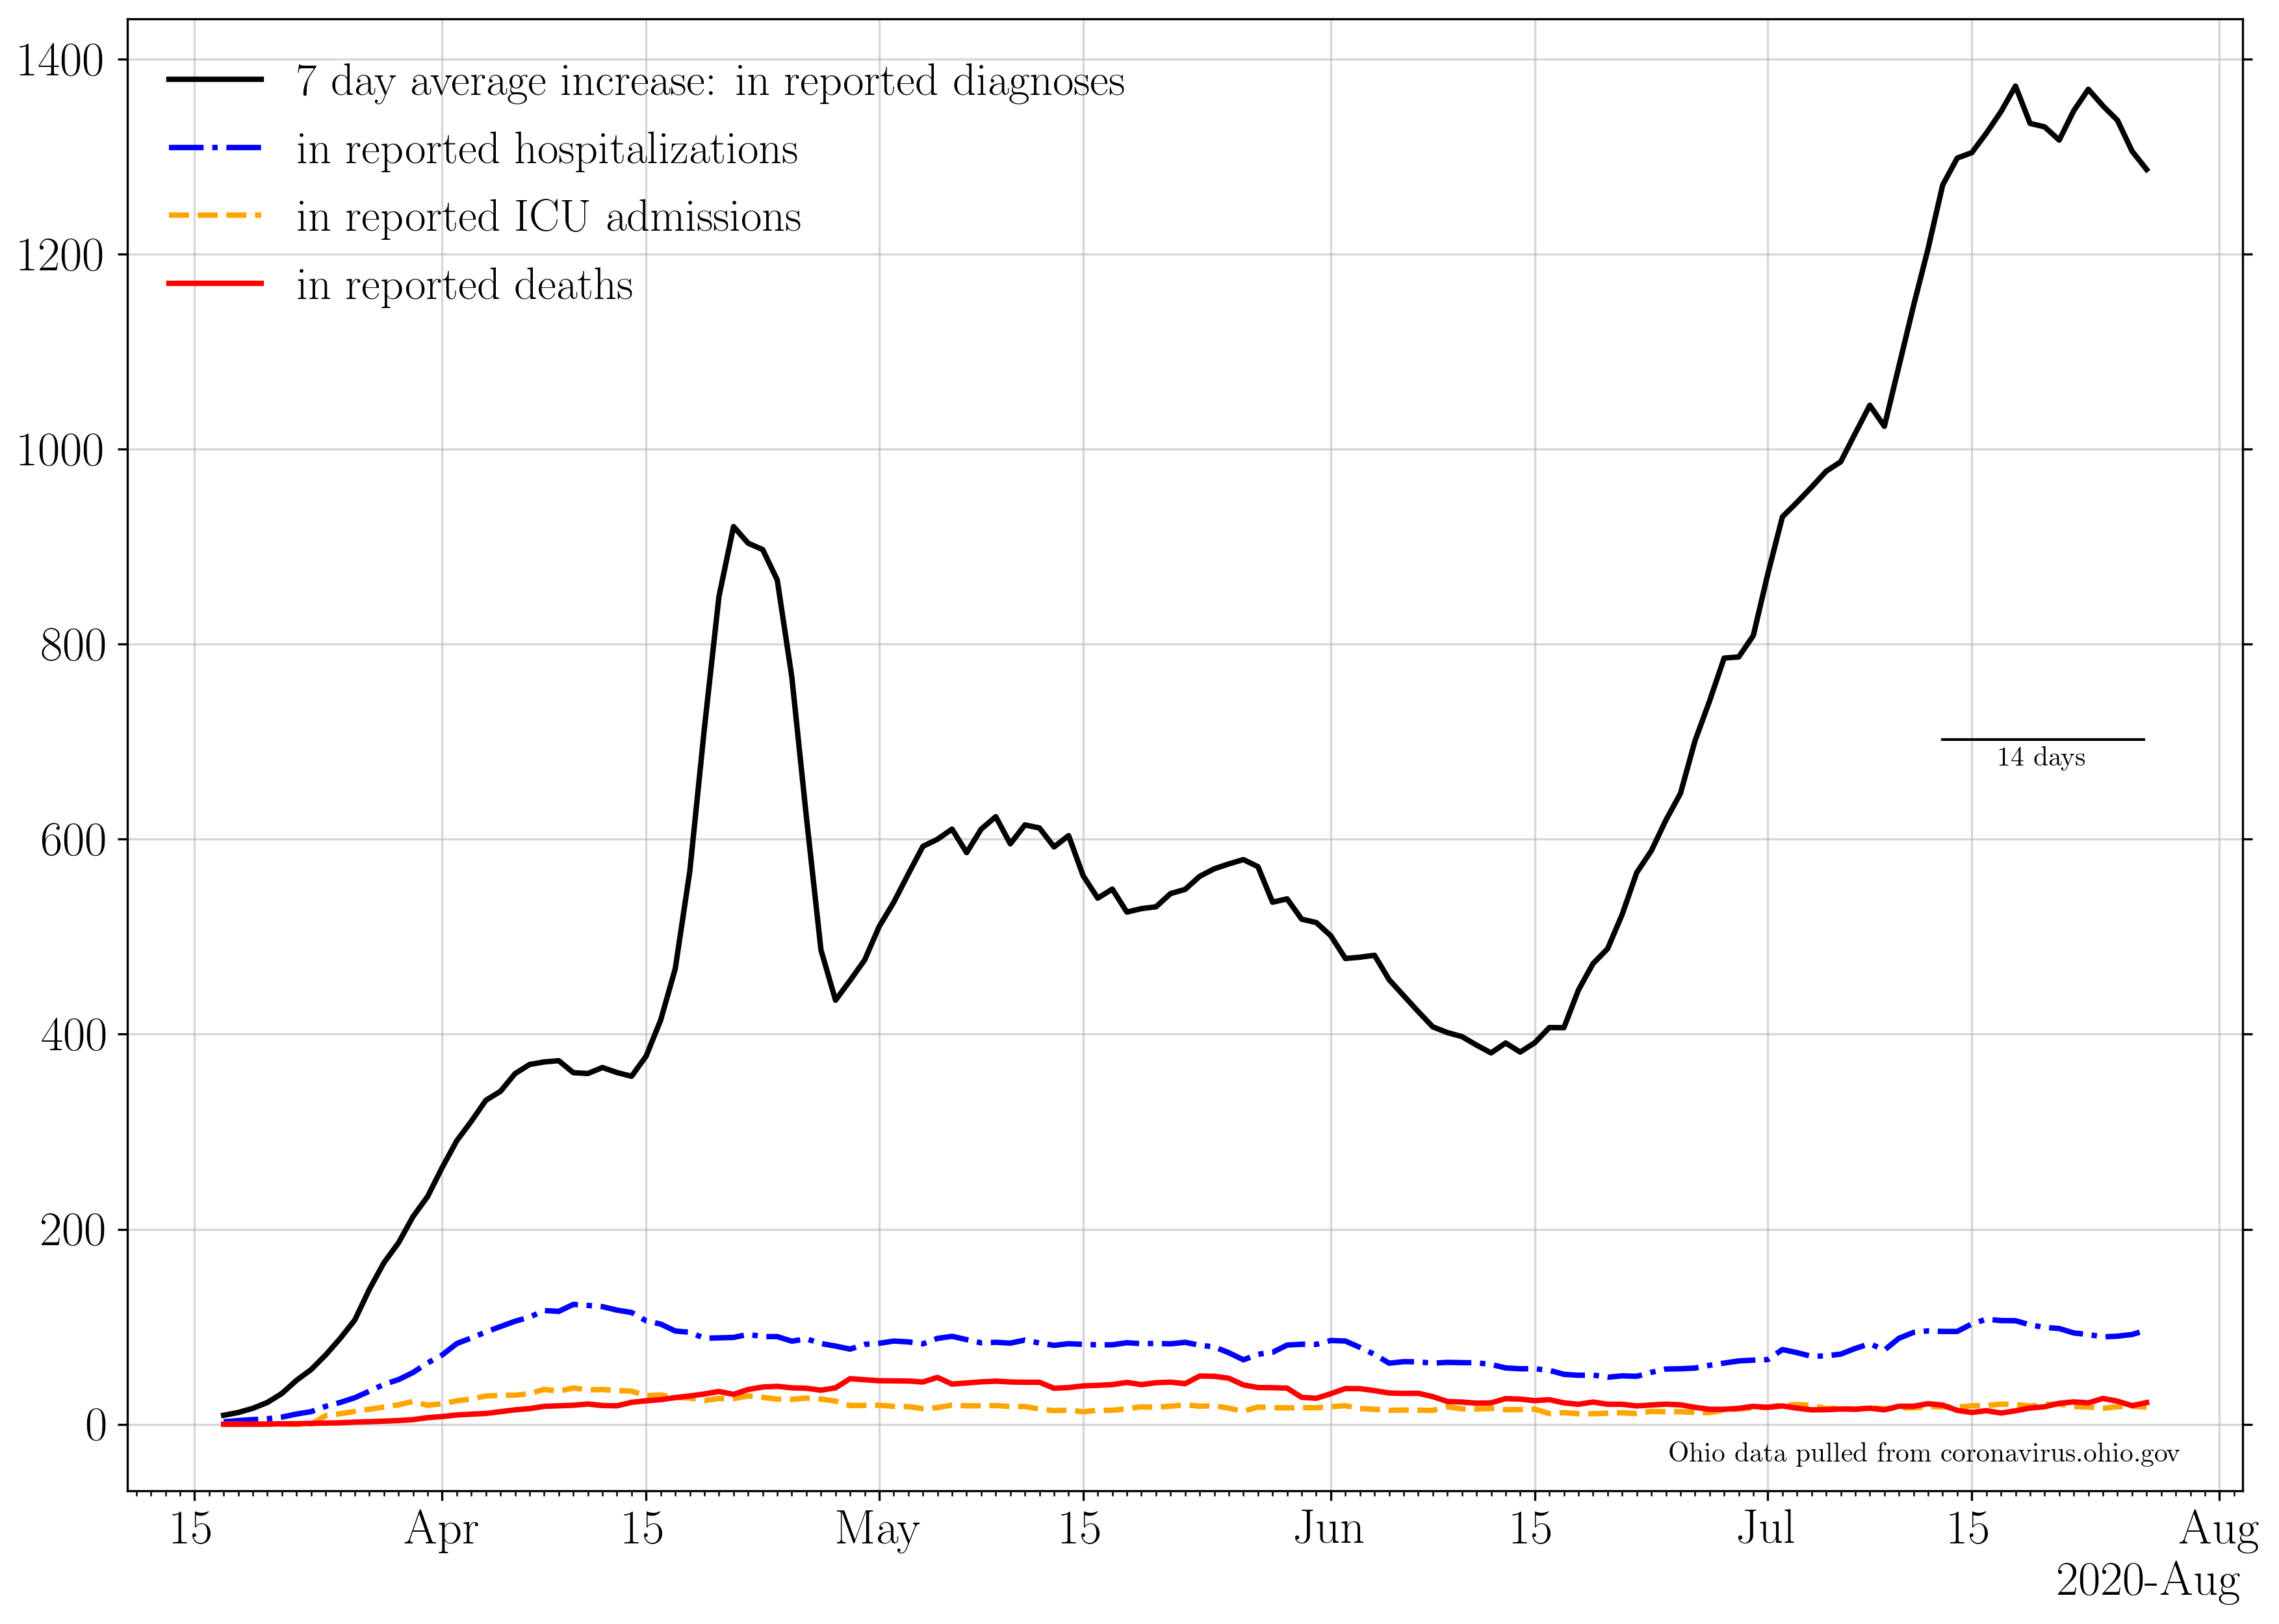 1400
7 day average increase: in reported diagnoses
in reported hospitalizations
in reported ICU admissions
1200
in reported deaths
1000
800
14 days
600
400
200
0
Ohio data pulled from coronavirus.ohio.gov
15 Apr 15 May 15 Jun 15 Jul 15 Aug
2020-Aug